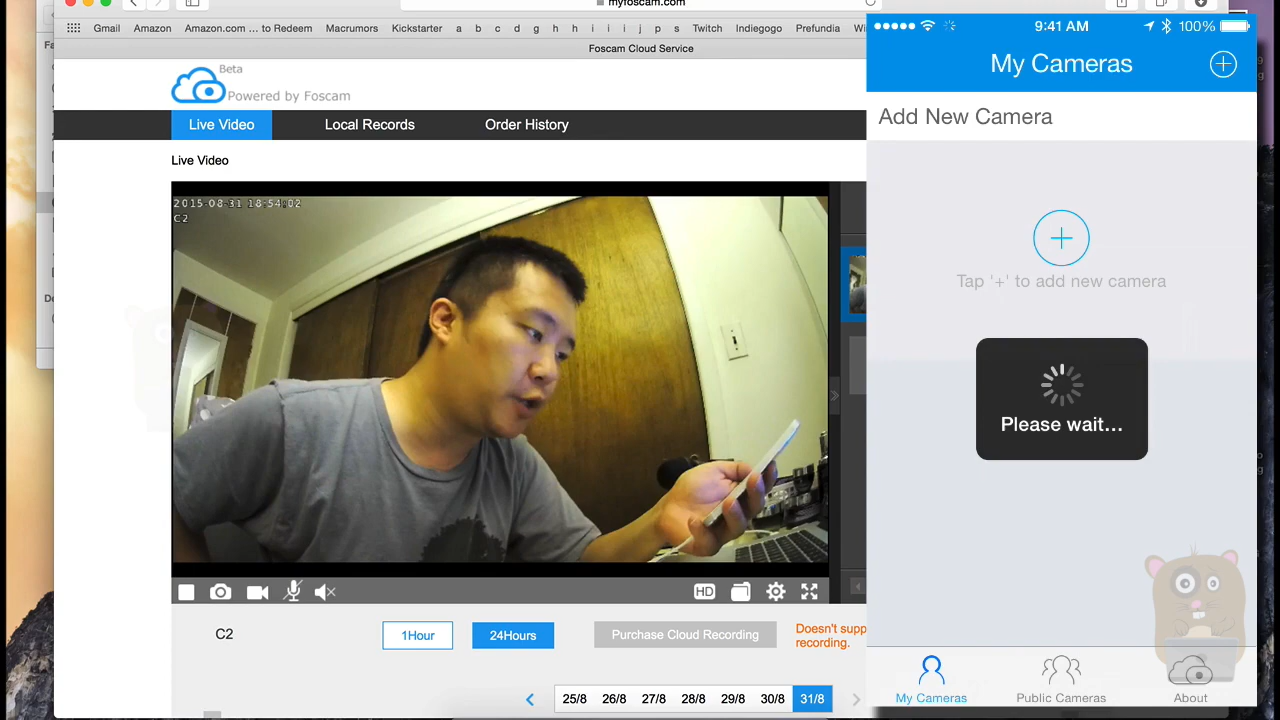 myfoscam.com
Gmail Amazon Amazon.com ... to Redeem Macrumors Kickstarter a b c d g h i l j p s Twitch Indiegogo Prefundia
Foscam Cloud Service
Beta
Powered by Foscam
Live Video Local Records Order History
Live Video
2015-08-31 18:54:02
C2
HD
C2
1Hour 24Hours Purchase Cloud Recording
Doesn't supp
recording.
25/8 26/8 27/8 28/8 29/8 30/8 31/8
9:41 AM 100%
My Cameras
Add New Camera
Tap '+' to add new camera
Please wait...
My Cameras Public Cameras About